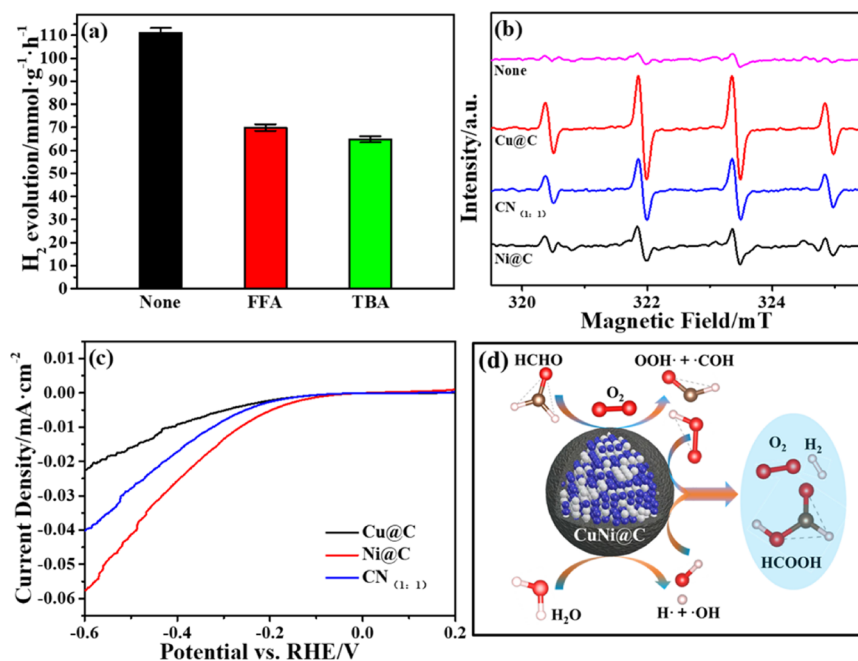 (a)
H₂ evolution/mmol·g⁻¹·h⁻¹
110
100
90
80
70
60
50
40
30
20
10
0
None
FFA
TBA
(b)
Intensity/a.u.
None
Cu@C
CN (1: 1)
Ni@C
320
322
324
Magnetic Field/mT
(c)
Current Density/mA·cm⁻²
0.01
0.00
-0.01
-0.02
-0.03
-0.04
-0.05
-0.06
Cu@C
Ni@C
CN (1: 1)
-0.6
-0.4
-0.2
0.0
0.2
Potential vs. RHE/V
(d)
HCHO
O₂
OOH· + ·COH
CuNi@C
H₂O
H· + ·OH
O₂
H₂
HCOOH